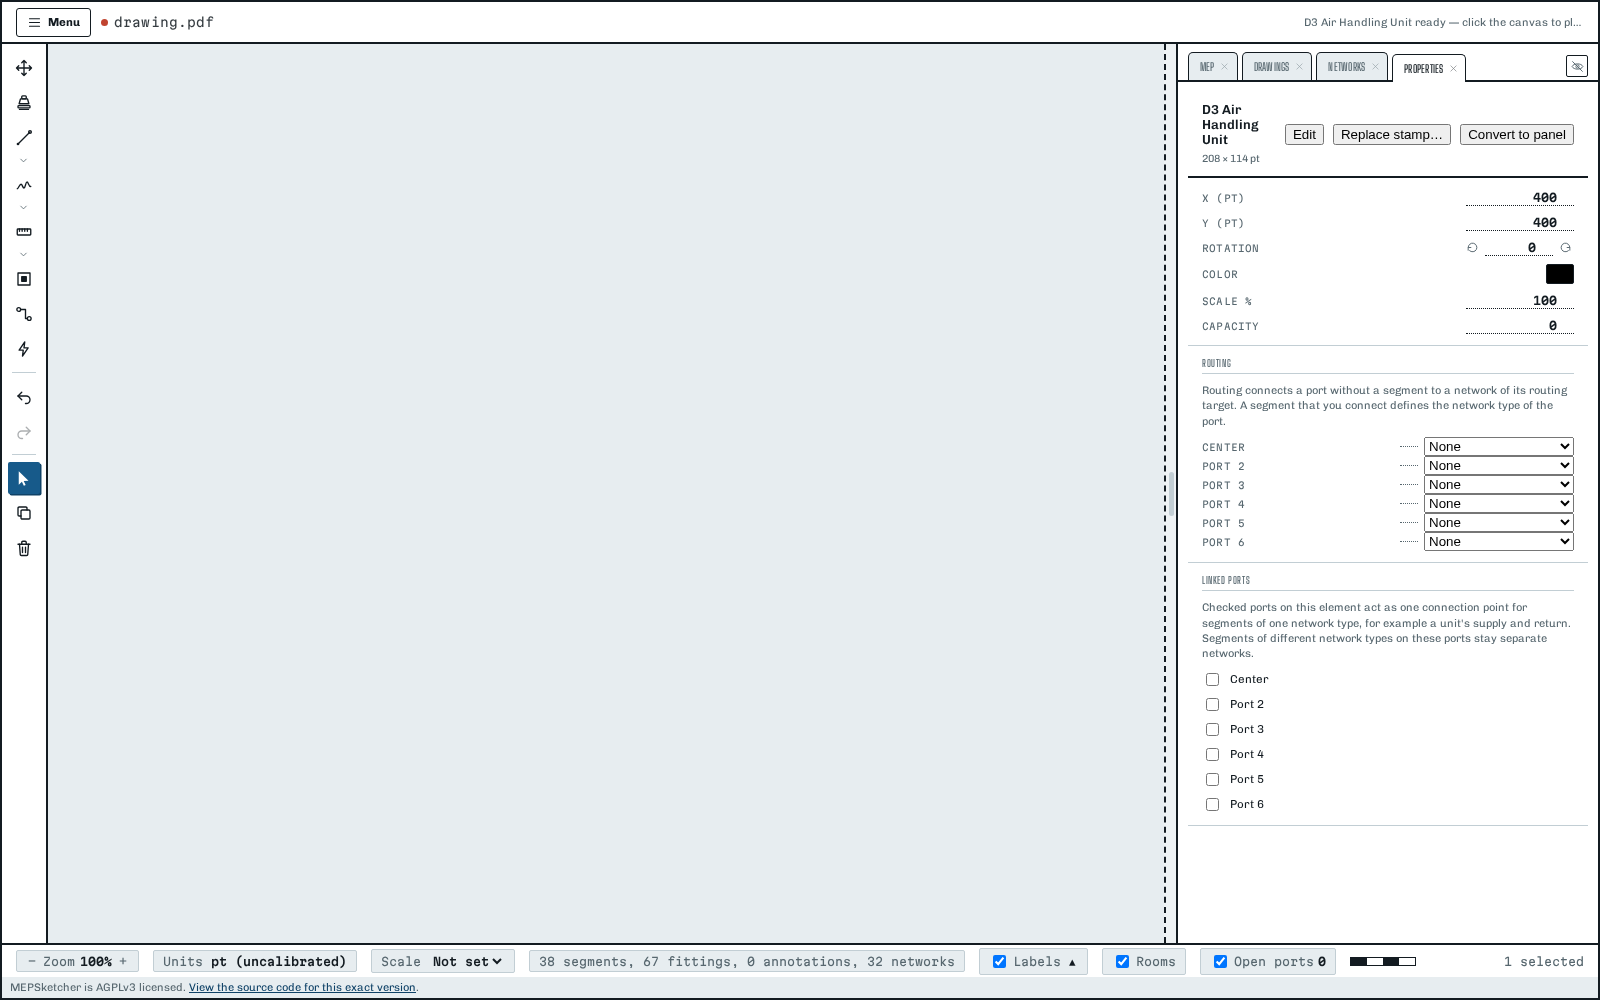 Menu
drawing.pdf
D3 Air Handling Unit ready — click the canvas to pl…
MEP
DRAWINGS
NETWORKS
PROPERTIES
D3 Air
Handling
Unit
208 × 114 pt
Edit
Replace stamp…
Convert to panel
X (PT) 400
Y (PT) 400
ROTATION 0
COLOR
SCALE % 100
CAPACITY 0
ROUTING
Routing connects a port without a segment to a network of its routing
target. A segment that you connect defines the network type of the
port.
CENTER None
PORT 2 None
PORT 3 None
PORT 4 None
PORT 5 None
PORT 6 None
LINKED PORTS
Checked ports on this element act as one connection point for
segments of one network type, for example a unit's supply and return.
Segments of different network types on these ports stay separate
networks.
Center
Port 2
Port 3
Port 4
Port 5
Port 6
− Zoom 100% +
Units pt (uncalibrated)
Scale Not set
38 segments, 67 fittings, 0 annotations, 32 networks
Labels ▲
Rooms
Open ports 0
1 selected
MEPSketcher is AGPLv3 licensed. View the source code for this exact version.